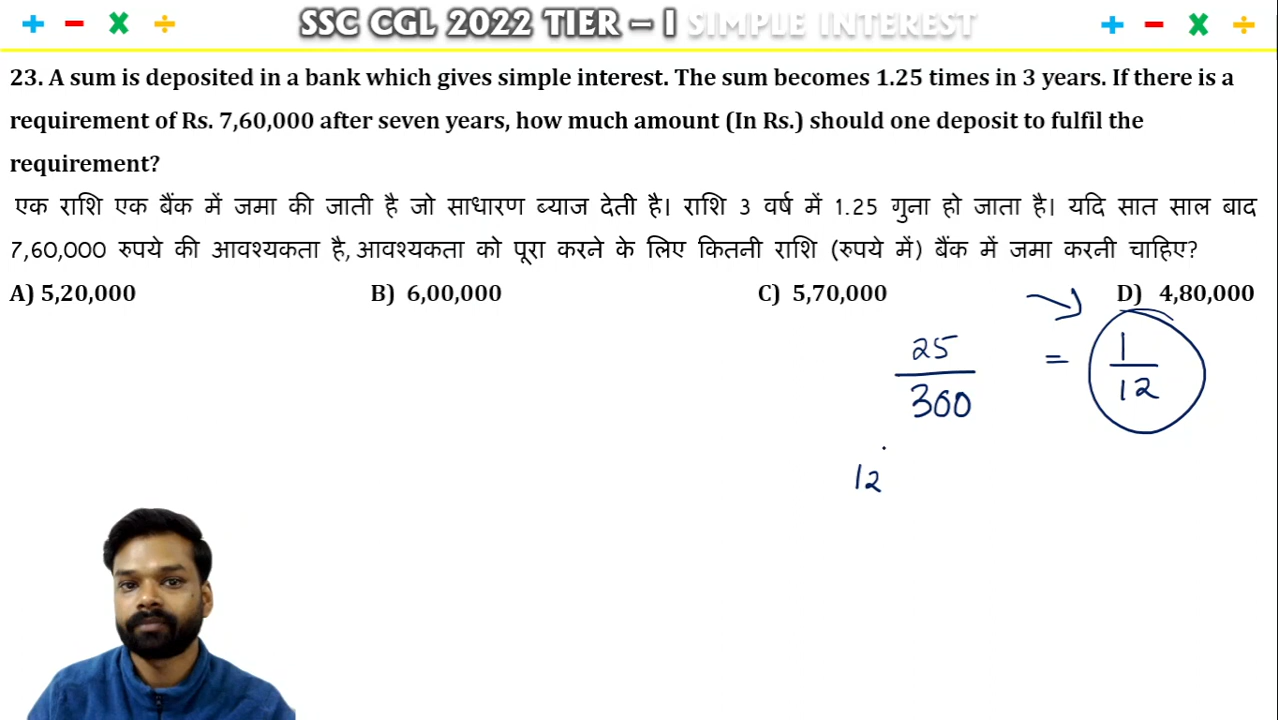 + - × ÷ SSC CGL 2022 TIER – I SIMPLE INTEREST + - × ÷
23. A sum is deposited in a bank which gives simple interest. The sum becomes 1.25 times in 3 years. If there is a
requirement of Rs. 7,60,000 after seven years, how much amount (In Rs.) should one deposit to fulfil the
requirement?
एक राशि एक बैंक में जमा की जाती है जो साधारण ब्याज देती है। राशि 3 वर्ष में 1.25 गुना हो जाता है। यदि सात साल बाद
7,60,000 रुपये की आवश्यकता है, आवश्यकता को पूरा करने के लिए कितनी राशि (रुपये में) बैंक में जमा करनी चाहिए?
A) 5,20,000 B) 6,00,000 C) 5,70,000 D) 4,80,000
25
300
=
1
12
12